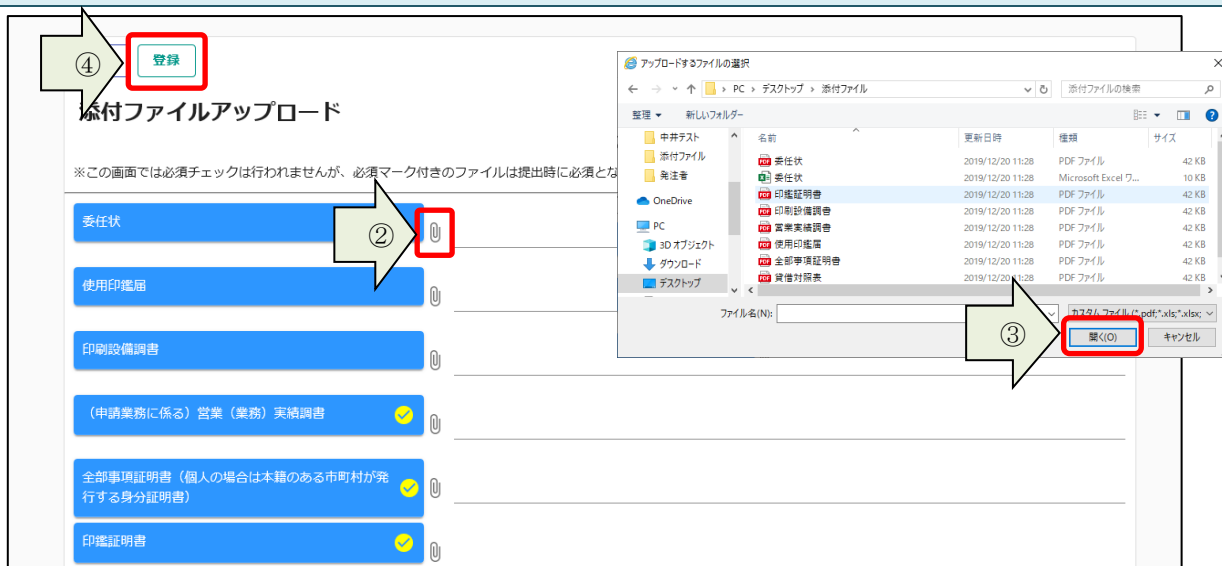 ④
登録
添付ファイルアップロード
※この画面では必須チェックは行われませんが、必須マーク付きのファイルは提出時に必須とな
委任状
②
使用印鑑届
印刷設備調書
（申請業務に係る）営業（業務）実績調書
全部事項証明書（個人の場合は本籍のある市町村が発
行する身分証明書）
印鑑証明書
アップロードするファイルの選択
PC › デスクトップ › 添付ファイル
添付ファイルの検索
整理 新しいフォルダー
中井テスト
添付ファイル
発注者
OneDrive
PC
3D オブジェクト
ダウンロード
デスクトップ
名前 更新日時 種類 サイズ
委任状 2019/12/20 11:28 PDF ファイル 42 KB
委任状 2019/12/20 11:28 Microsoft Excel ワ... 10 KB
印鑑証明書 2019/12/20 11:28 PDF ファイル 42 KB
印刷設備調書 2019/12/20 11:28 PDF ファイル 42 KB
営業実績調書 2019/12/20 11:28 PDF ファイル 42 KB
使用印鑑届 2019/12/20 11:28 PDF ファイル 42 KB
全部事項証明書 2019/12/20 11:28 PDF ファイル 42 KB
貸借対照表 2019/12/20 11:28 PDF ファイル 42 KB
ファイル名(N):
カスタム ファイル (*.pdf;*.xls;*.xlsx;
③
開く(O)
キャンセル